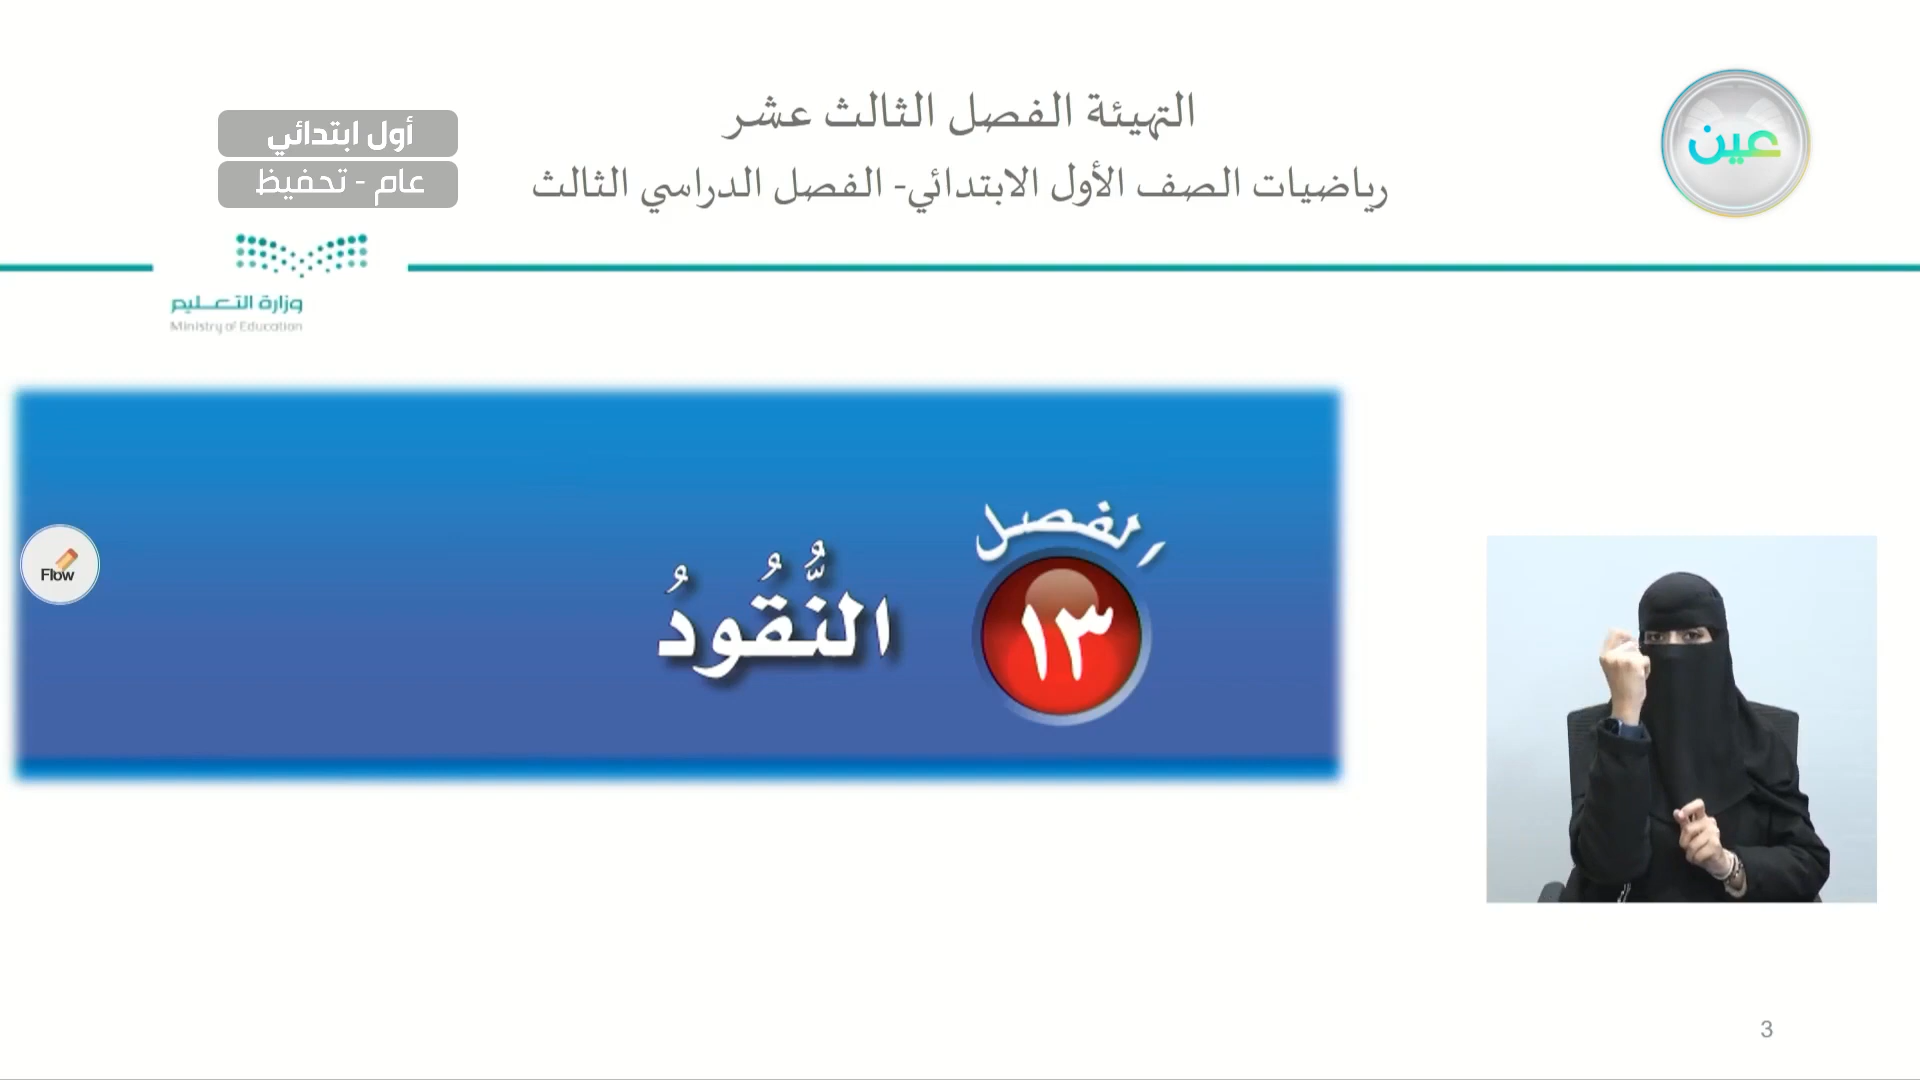 التهيئة الفصل الثالث عشر
رياضيات الصف الأول الابتدائي- الفصل الدراسي الثالث
عين
أول ابتدائي
عام - تحفيظ
وزارة التعليم
Ministry of Education
الفصل
١٣
النُّقُودُ
Flow
3